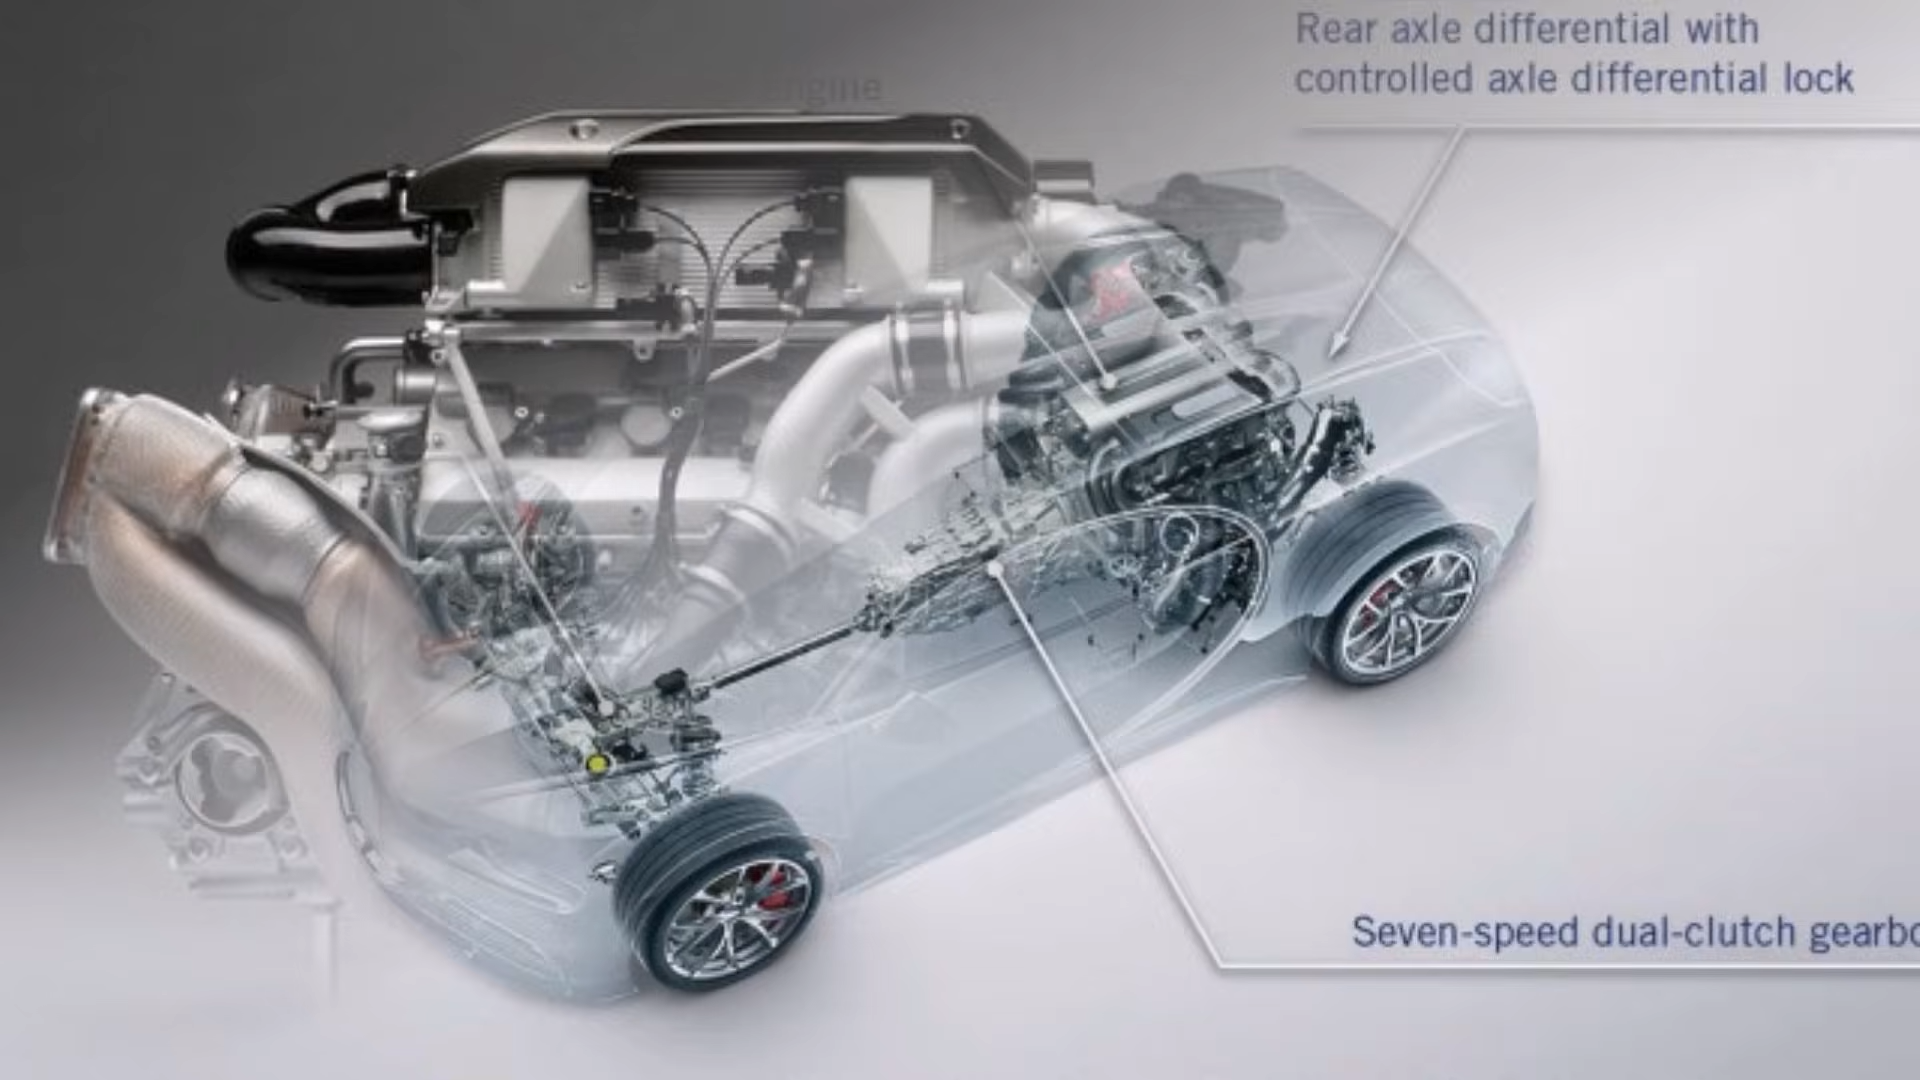 Rear axle differential with
controlled axle differential lock
Seven-speed dual-clutch gearbo